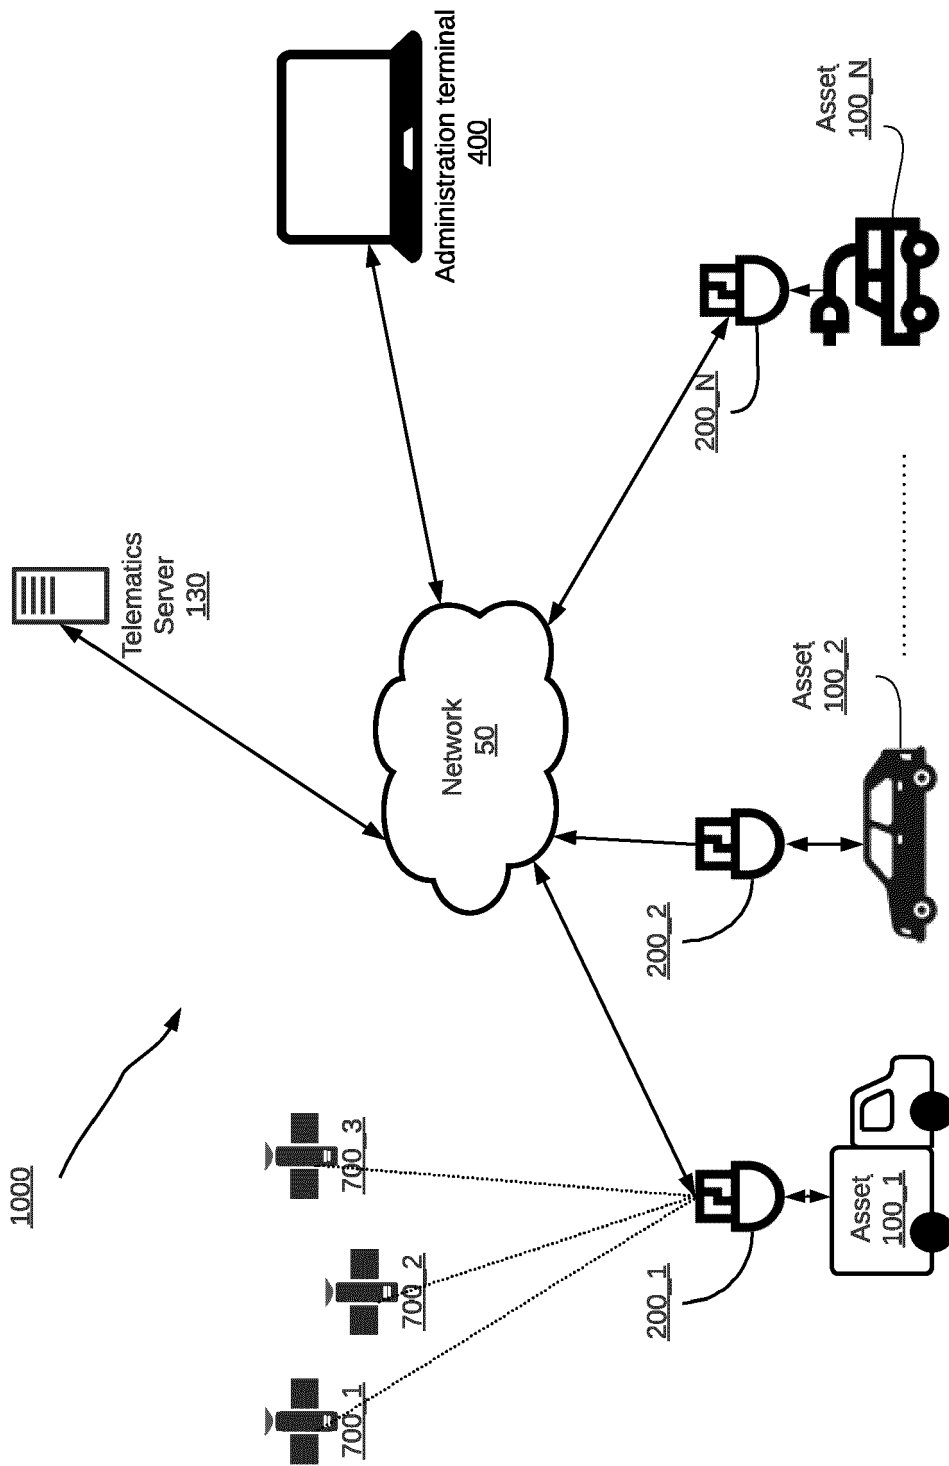 1000
Telematics
Server
130
Administration terminal
400
700_1
700_2
700_3
Network
50
200_1
200_2
200_N
Asset
100_1
Asset
100_2
Asset
100_N